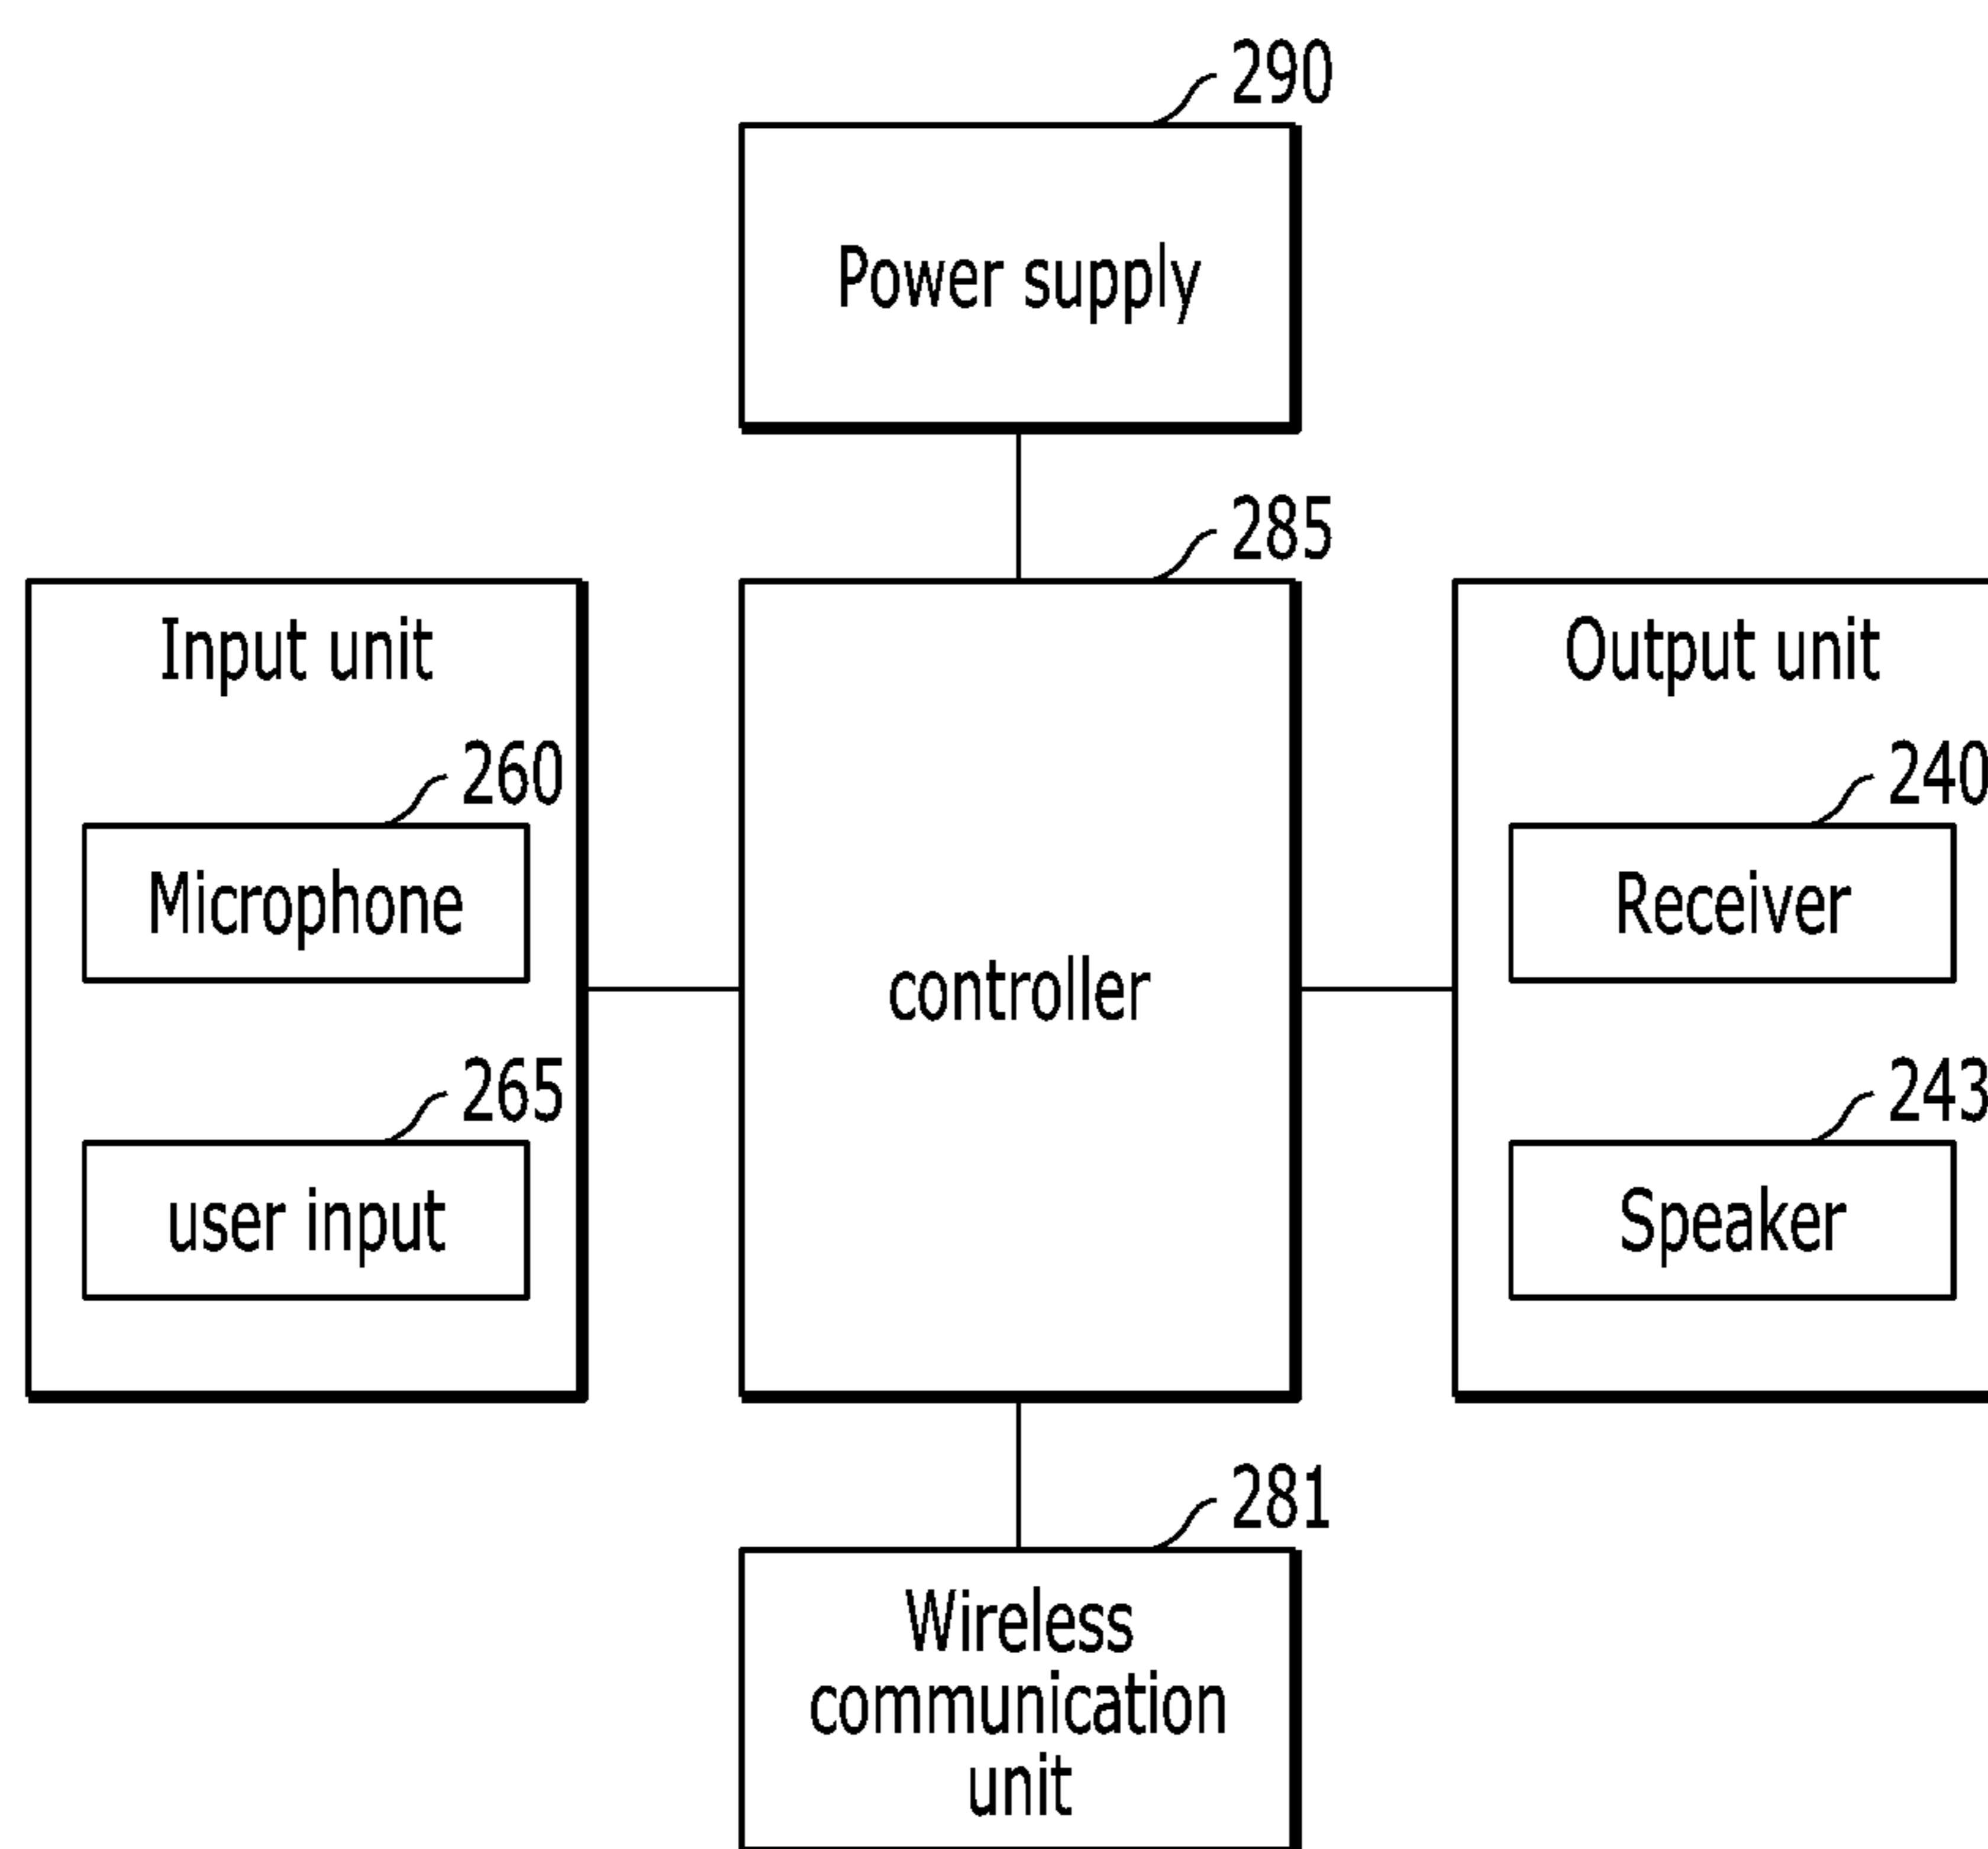 290
Power supply
285
Input unit
260
Microphone
265
user input
controller
Output unit
240
Receiver
243
Speaker
281
Wireless
communication
unit